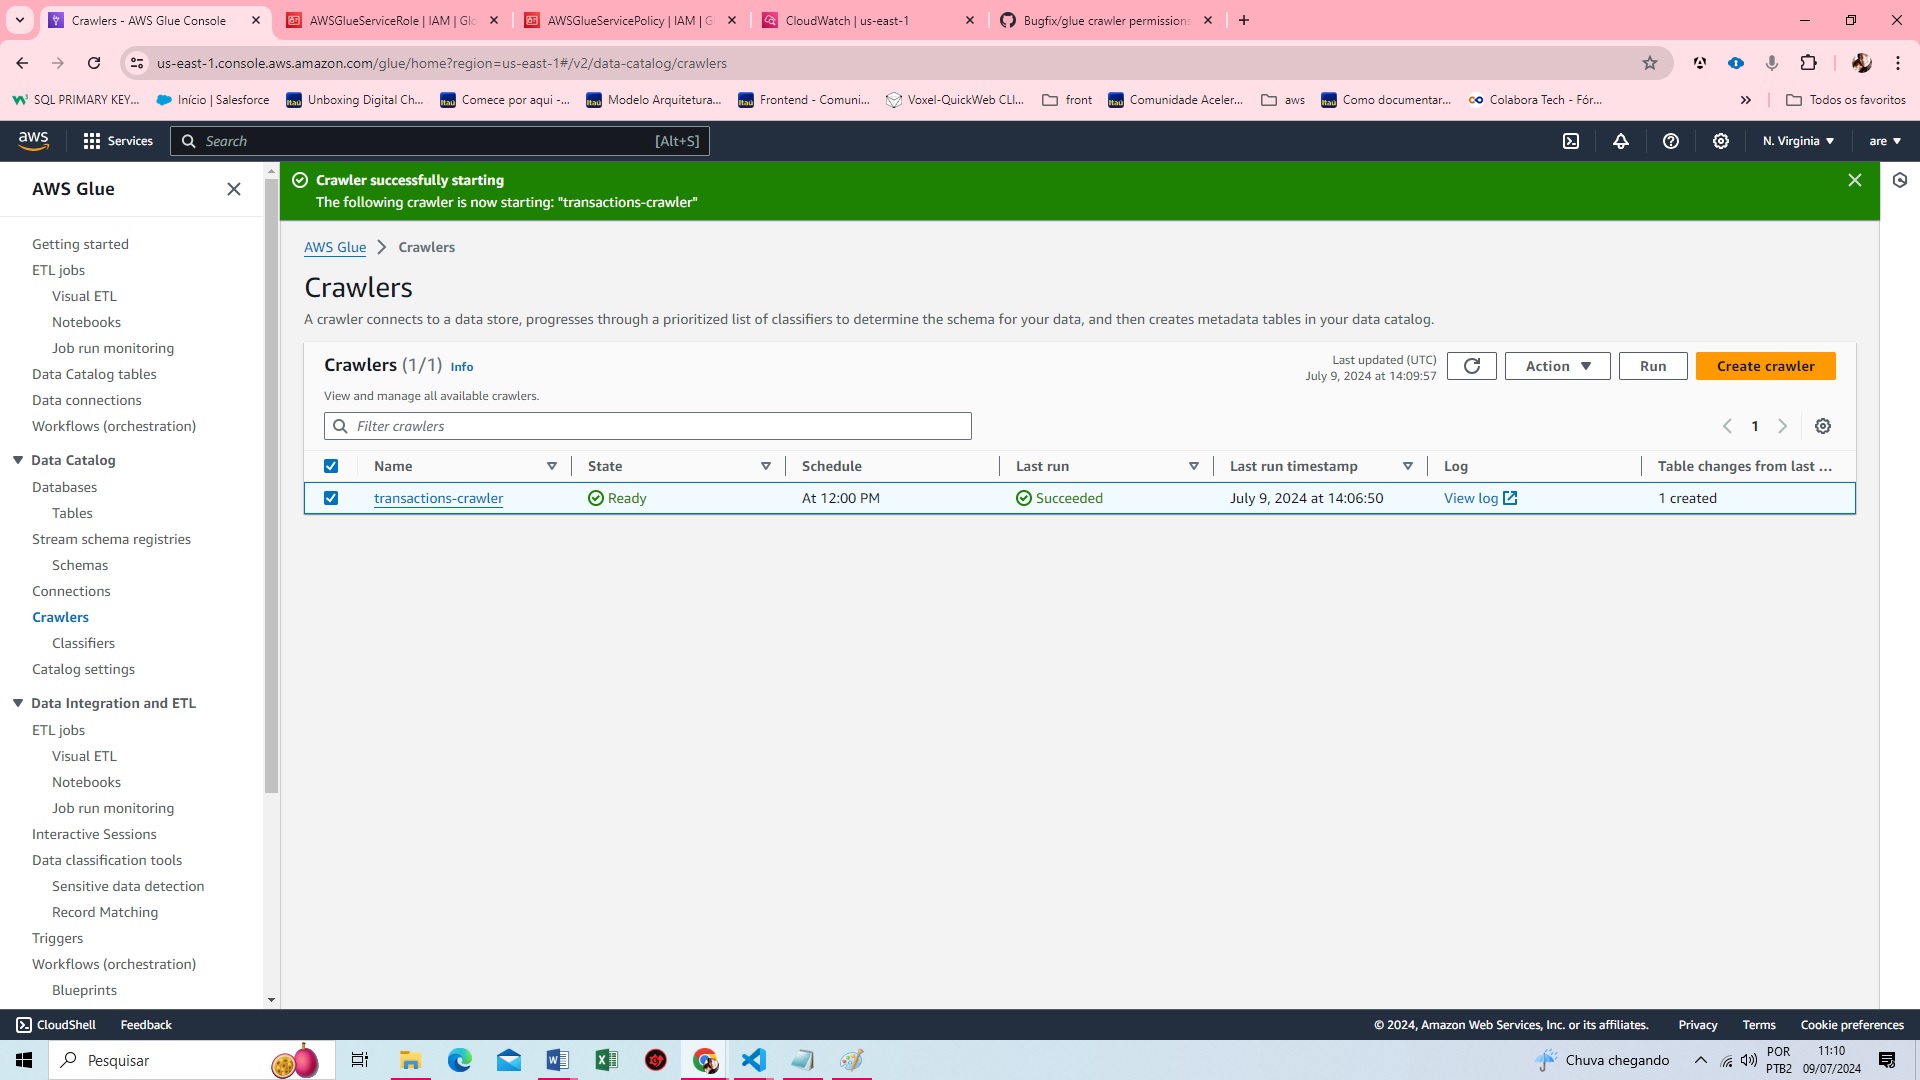 Crawlers - AWS Glue Console
AWSGlueServiceRole | IAM | Glo
AWSGlueServicePolicy | IAM | G
CloudWatch | us-east-1
Bugfix/glue crawler permissions
us-east-1.console.aws.amazon.com/glue/home?region=us-east-1#/v2/data-catalog/crawlers
SQL PRIMARY KEY...
Início | Salesforce
Unboxing Digital Ch...
Comece por aqui -...
Modelo Arquitetura...
Frontend - Comuni...
Voxel-QuickWeb CLI...
front
Comunidade Aceler...
aws
Como documentar...
Colabora Tech - Fór...
Todos os favoritos
aws
Services
Search
[Alt+S]
N. Virginia
are
AWS Glue
Getting started
ETL jobs
Visual ETL
Notebooks
Job run monitoring
Data Catalog tables
Data connections
Workflows (orchestration)
Data Catalog
Databases
Tables
Stream schema registries
Schemas
Connections
Crawlers
Classifiers
Catalog settings
Data Integration and ETL
ETL jobs
Visual ETL
Notebooks
Job run monitoring
Interactive Sessions
Data classification tools
Sensitive data detection
Record Matching
Triggers
Workflows (orchestration)
Blueprints
Crawler successfully starting
The following crawler is now starting: "transactions-crawler"
AWS Glue > Crawlers
Crawlers
A crawler connects to a data store, progresses through a prioritized list of classifiers to determine the schema for your data, and then creates metadata tables in your data catalog.
Crawlers (1/1) Info
View and manage all available crawlers.
Last updated (UTC)
July 9, 2024 at 14:09:57
Action
Run
Create crawler
Filter crawlers
1
Name State Schedule Last run Last run timestamp Log Table changes from last ...
transactions-crawler Ready At 12:00 PM Succeeded July 9, 2024 at 14:06:50 View log 1 created
CloudShell
Feedback
© 2024, Amazon Web Services, Inc. or its affiliates.
Privacy
Terms
Cookie preferences
Pesquisar
Chuva chegando
POR
PTB2
11:10
09/07/2024